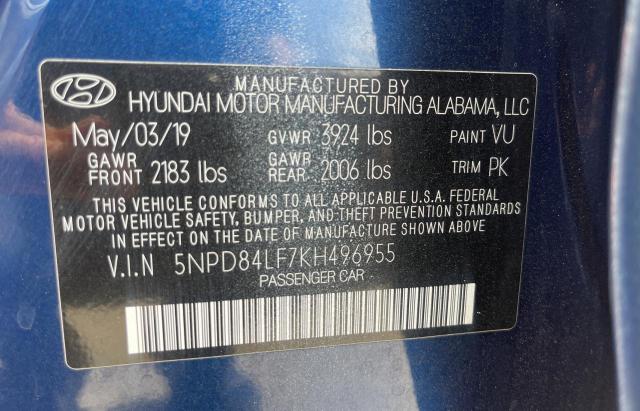 MANUFACTURED BY
HYUNDAI MOTOR MANUFACTURING ALABAMA, LLC
May/03/19 GVWR 3924 lbs PAINT VU
GAWR FRONT 2183 lbs GAWR REAR 2006 lbs TRIM PK
THIS VEHICLE CONFORMS TO ALL APPLICABLE U.S.A. FEDERAL
MOTOR VEHICLE SAFETY, BUMPER, AND THEFT PREVENTION STANDARDS
IN EFFECT ON THE DATE OF MANUFACTURE SHOWN ABOVE.
V.I.N 5NPD84LF7KH496955
PASSENGER CAR